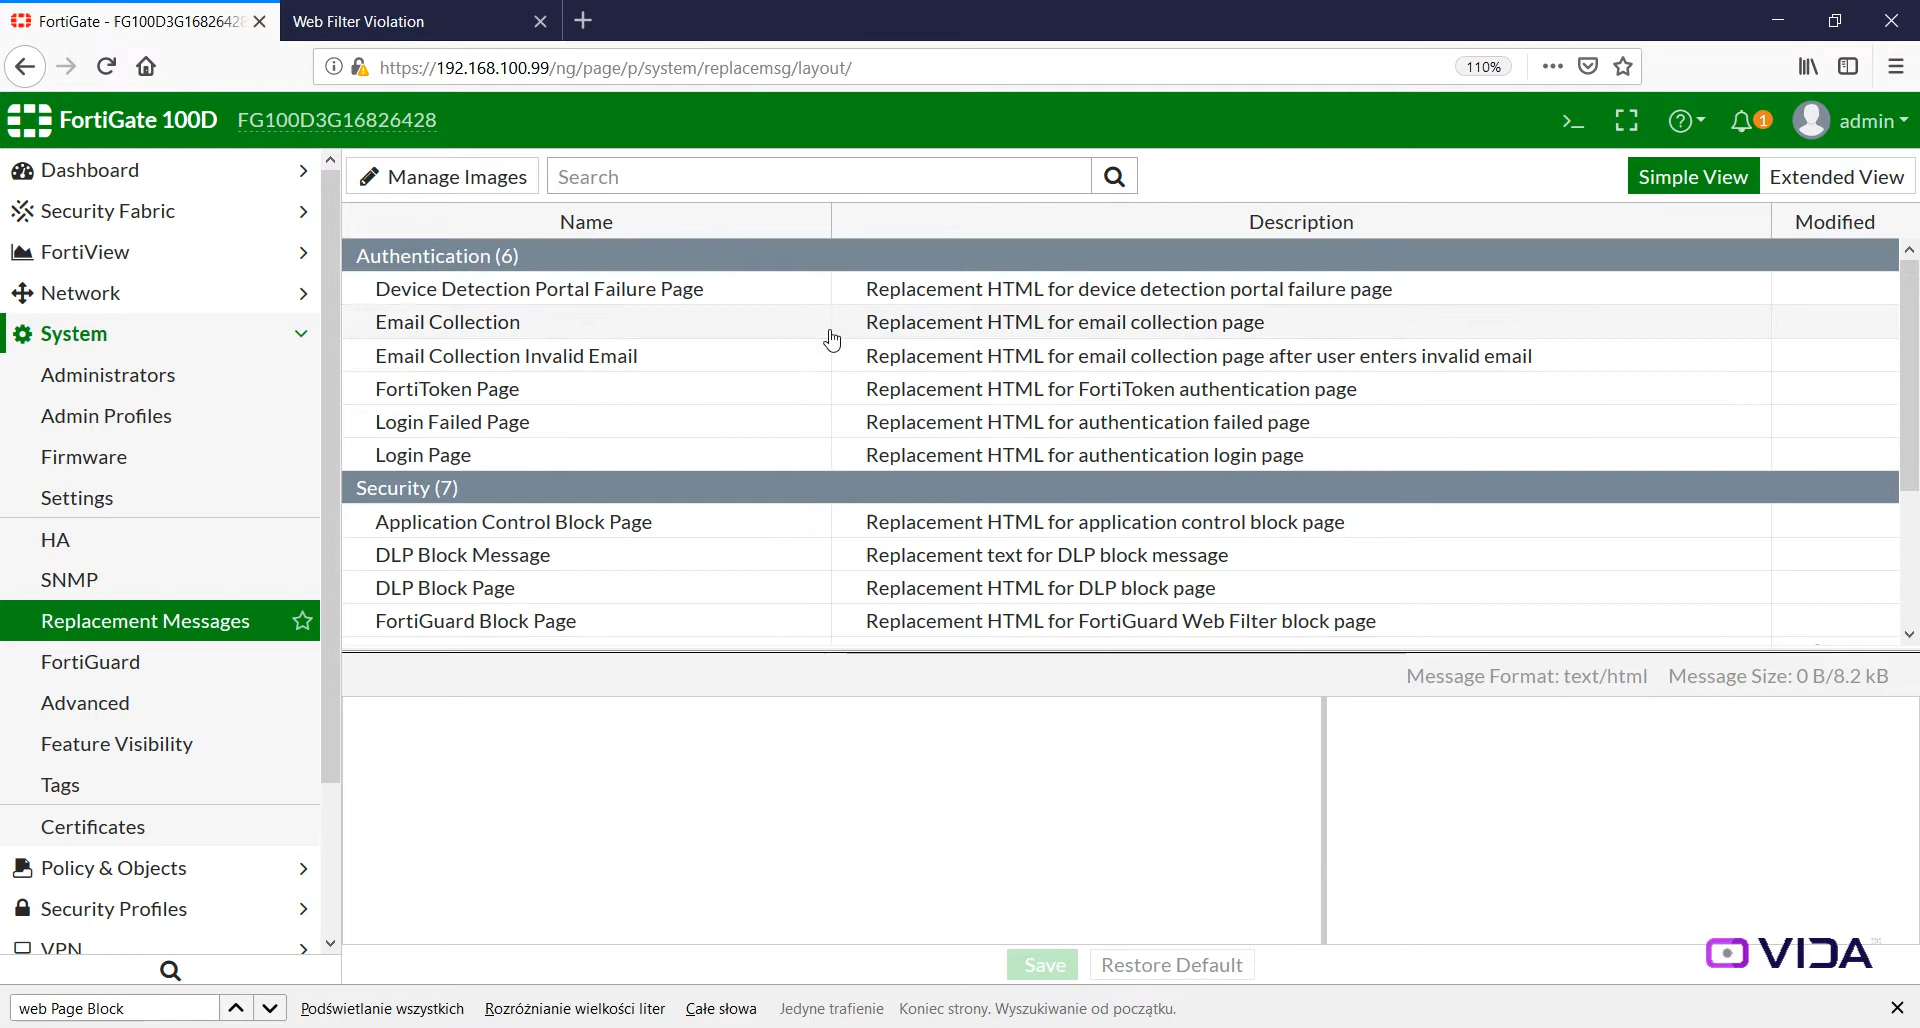 FortiGate - FG100D3G16826428
Web Filter Violation
https://192.168.100.99/ng/page/p/system/replacemsg/layout/
110%
FortiGate 100D FG100D3G16826428
1
admin
Dashboard
Security Fabric
FortiView
Network
System
Administrators
Admin Profiles
Firmware
Settings
HA
SNMP
Replacement Messages
FortiGuard
Advanced
Feature Visibility
Tags
Certificates
Policy & Objects
Security Profiles
VPN
Manage Images
Search
Simple View
Extended View
Name Description Modified
Authentication (6)
Device Detection Portal Failure Page Replacement HTML for device detection portal failure page
Email Collection Replacement HTML for email collection page
Email Collection Invalid Email Replacement HTML for email collection page after user enters invalid email
FortiToken Page Replacement HTML for FortiToken authentication page
Login Failed Page Replacement HTML for authentication failed page
Login Page Replacement HTML for authentication login page
Security (7)
Application Control Block Page Replacement HTML for application control block page
DLP Block Message Replacement text for DLP block message
DLP Block Page Replacement HTML for DLP block page
FortiGuard Block Page Replacement HTML for FortiGuard Web Filter block page
Message Format: text/html Message Size: 0 B/8.2 kB
Save
Restore Default
VIDA
web Page Block
Podświetlanie wszystkich Rozróżnianie wielkości liter Całe słowa Jedyne trafienie Koniec strony. Wyszukiwanie od początku.